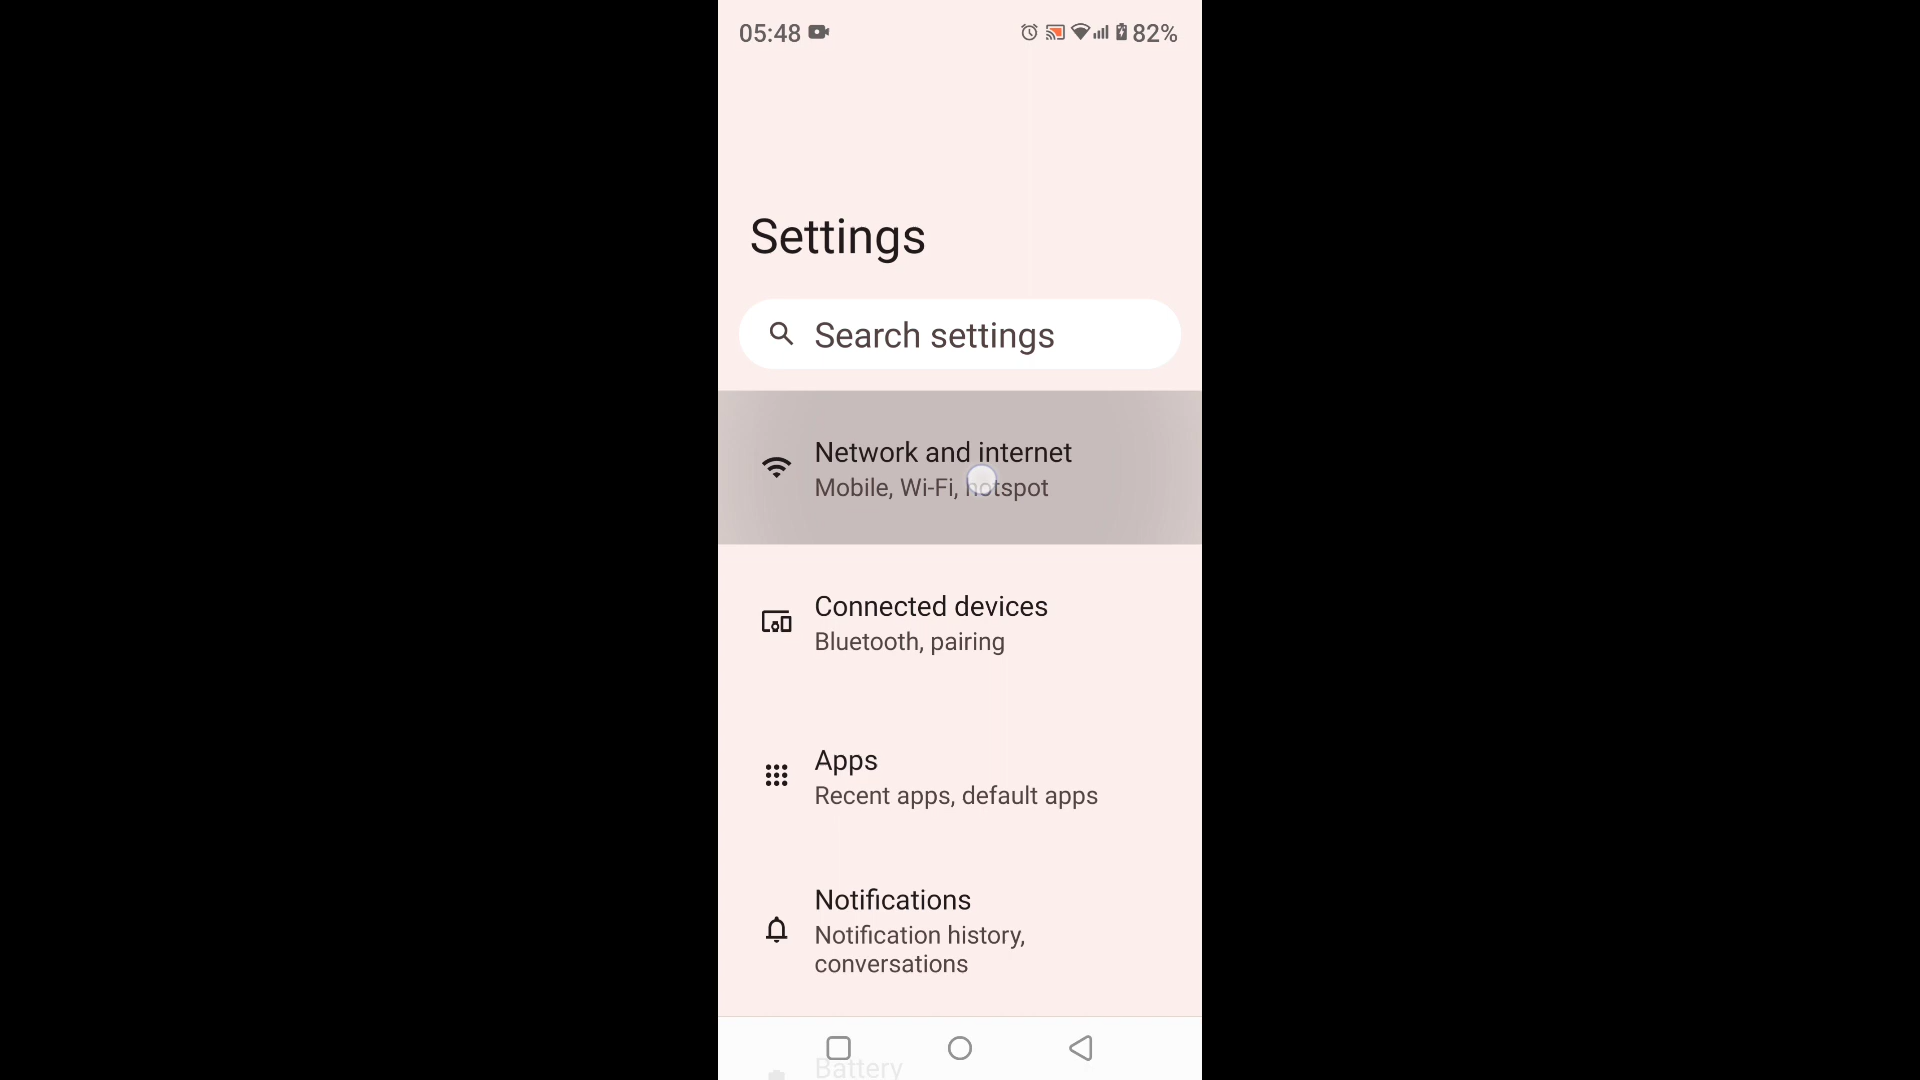 05:48 82%
Settings
Search settings
Network and internet
Mobile, Wi-Fi, hotspot
Connected devices
Bluetooth, pairing
Apps
Recent apps, default apps
Notifications
Notification history,
conversations
Battery